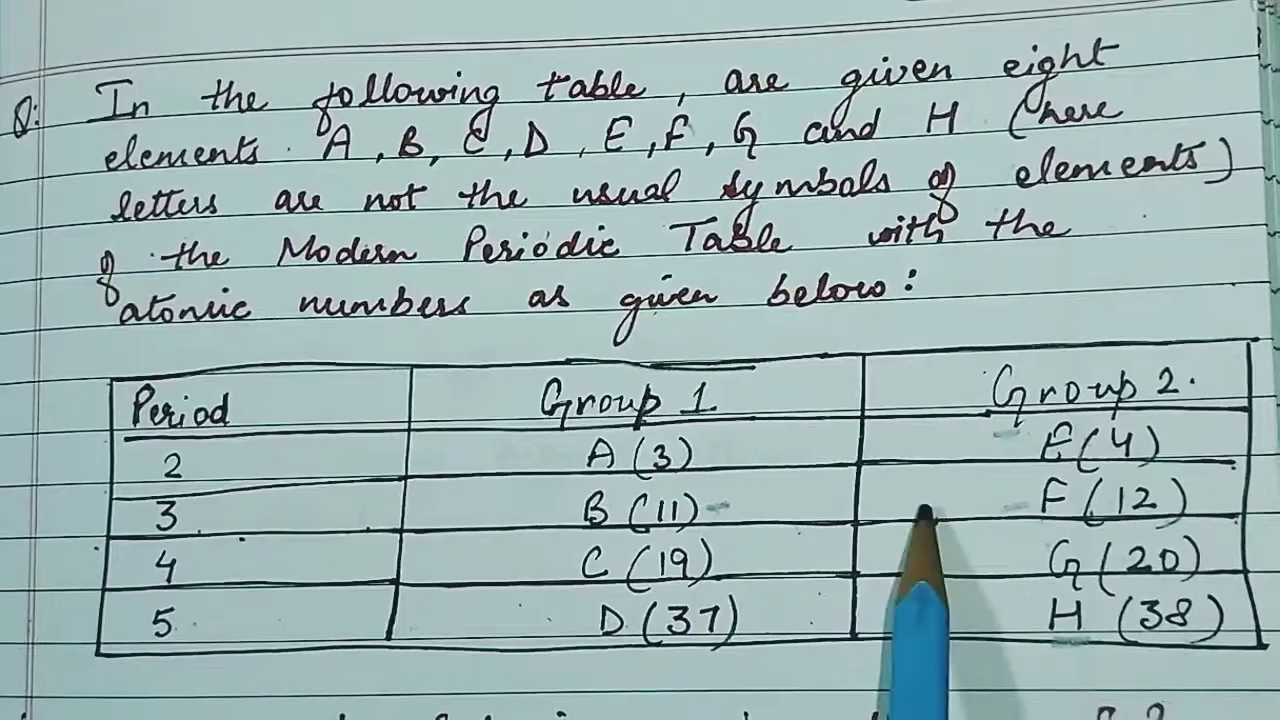 Q: In the following table, are given eight
elements. A, B, C, D, E, F, G and H (here
letters are not the usual symbols of elements)
of the Modern Periodic Table with the
atomic numbers as given below:
Period Group 1 Group 2.
2 A (3) E (4)
3 B (11) F (12)
4 C (19) G (20)
5 D (37) H (38)